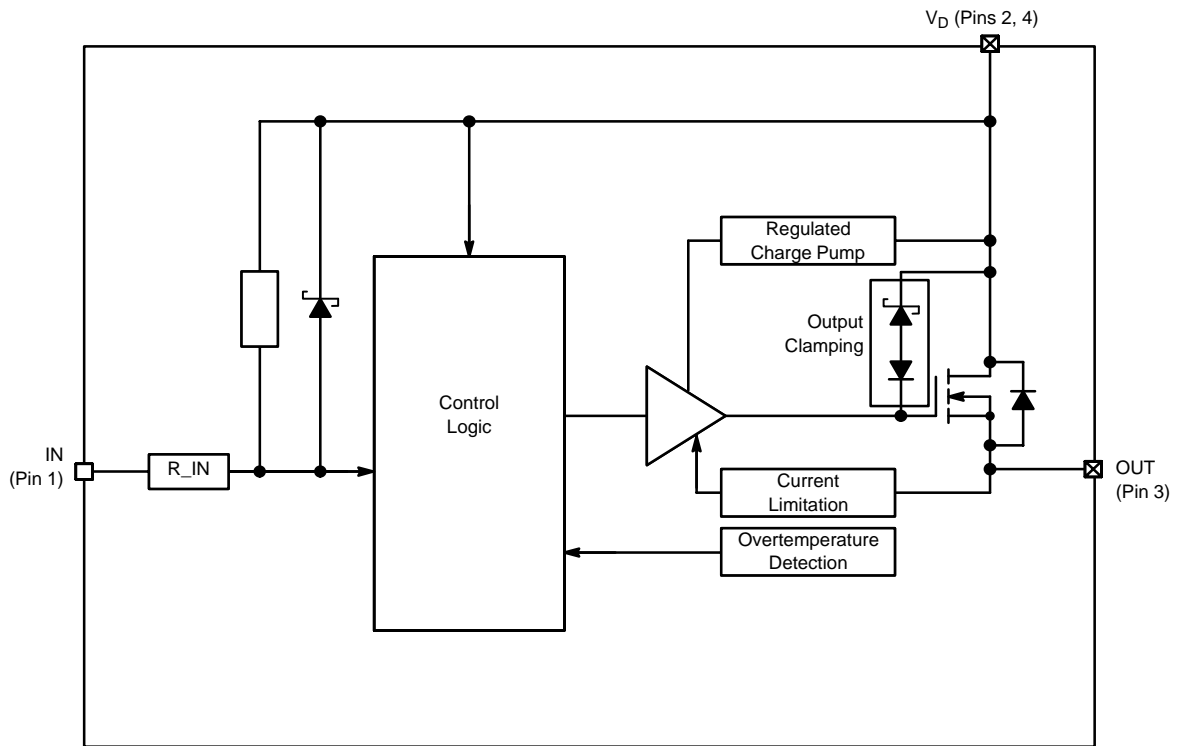 V_D (Pins 2, 4)
Regulated
Charge Pump
Output
Clamping
Control
Logic
IN
(Pin 1)
R_IN
Current
Limitation
OUT
(Pin 3)
Overtemperature
Detection